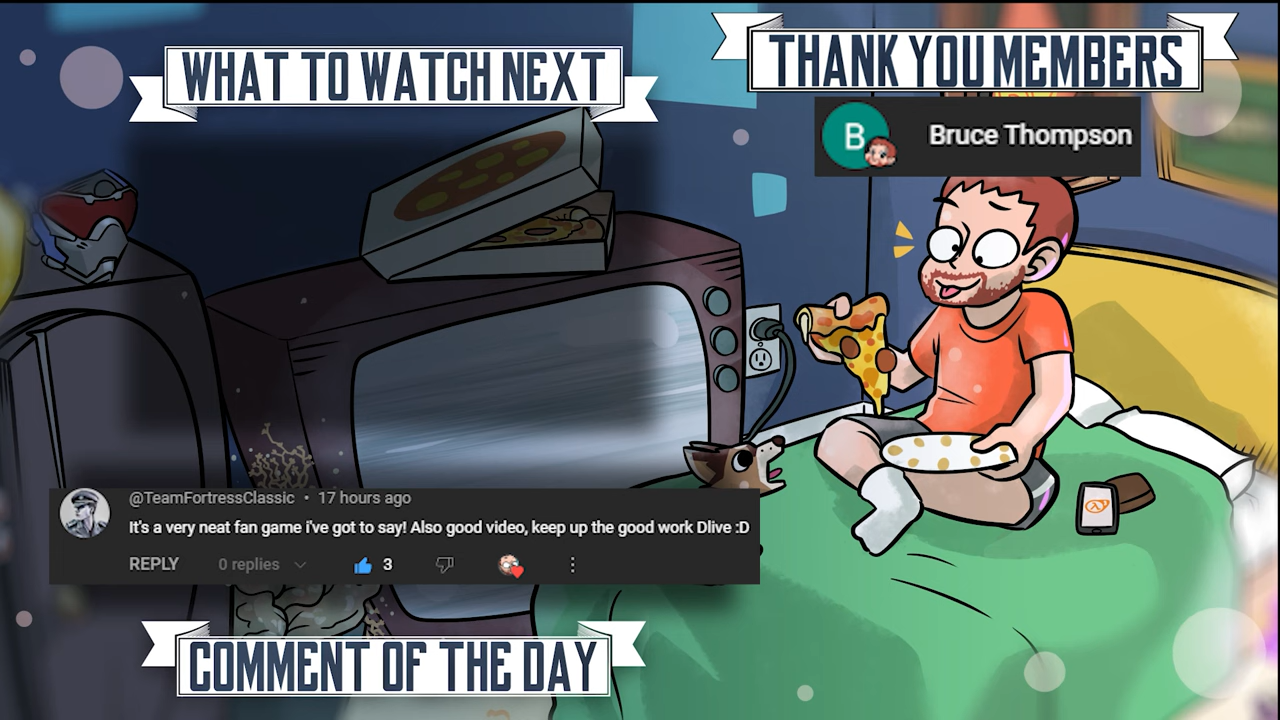 WHAT TO WATCH NEXT
THANK YOU MEMBERS
B
Bruce Thompson
@TeamFortressClassic • 17 hours ago
It's a very neat fan game i've got to say! Also good video, keep up the good work Dlive :D
REPLY 0 replies 3
COMMENT OF THE DAY